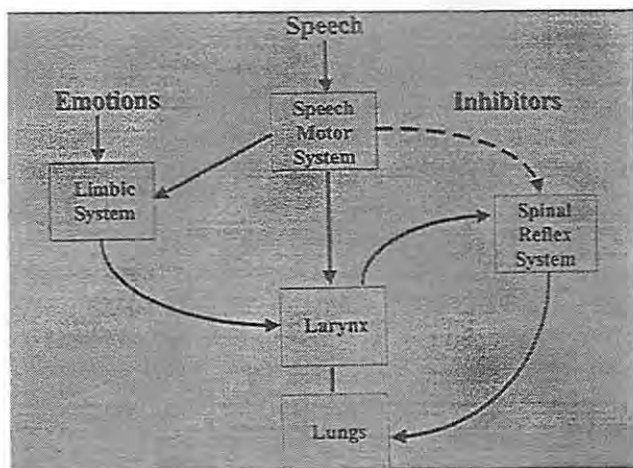 Speech
Emotions
Speech
Motor
System
Inhibitors
Limbic
System
Spinal
Reflex
System
Larynx
Lungs